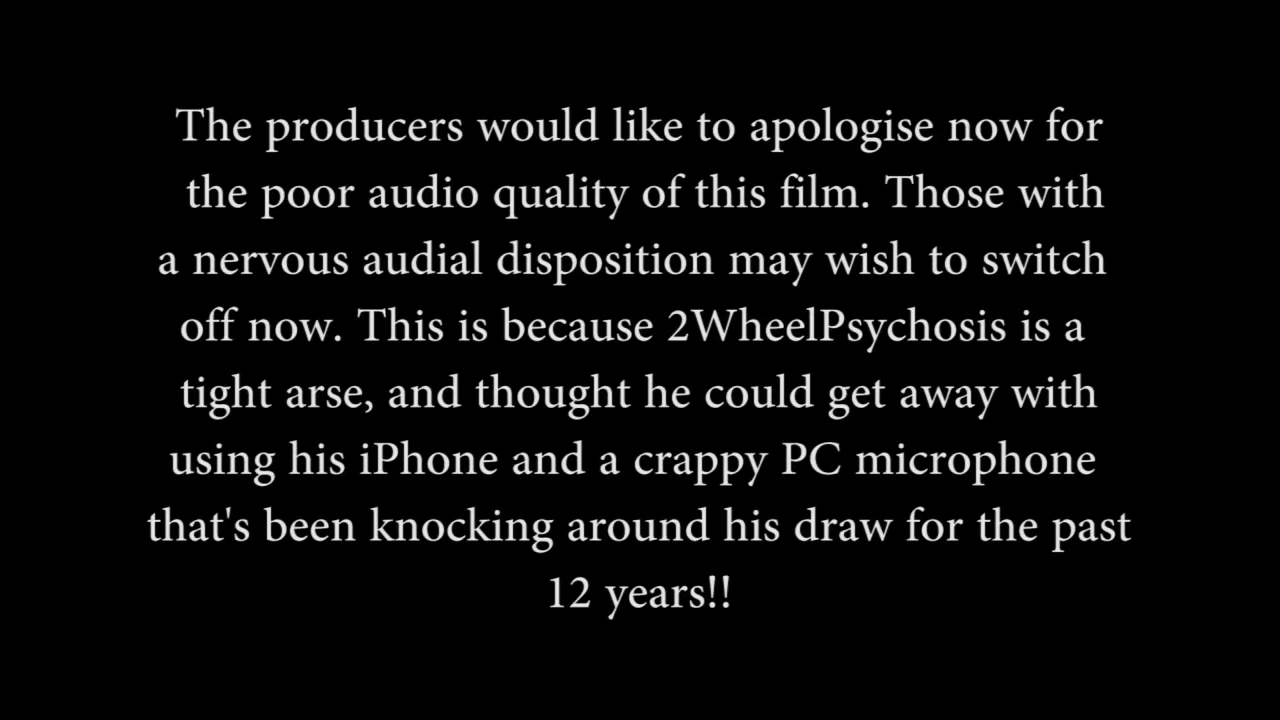 The producers would like to apologise now for
the poor audio quality of this film. Those with
a nervous audial disposition may wish to switch
off now. This is because 2WheelPsychosis is a
tight arse, and thought he could get away with
using his iPhone and a crappy PC microphone
that's been knocking around his draw for the past
12 years!!